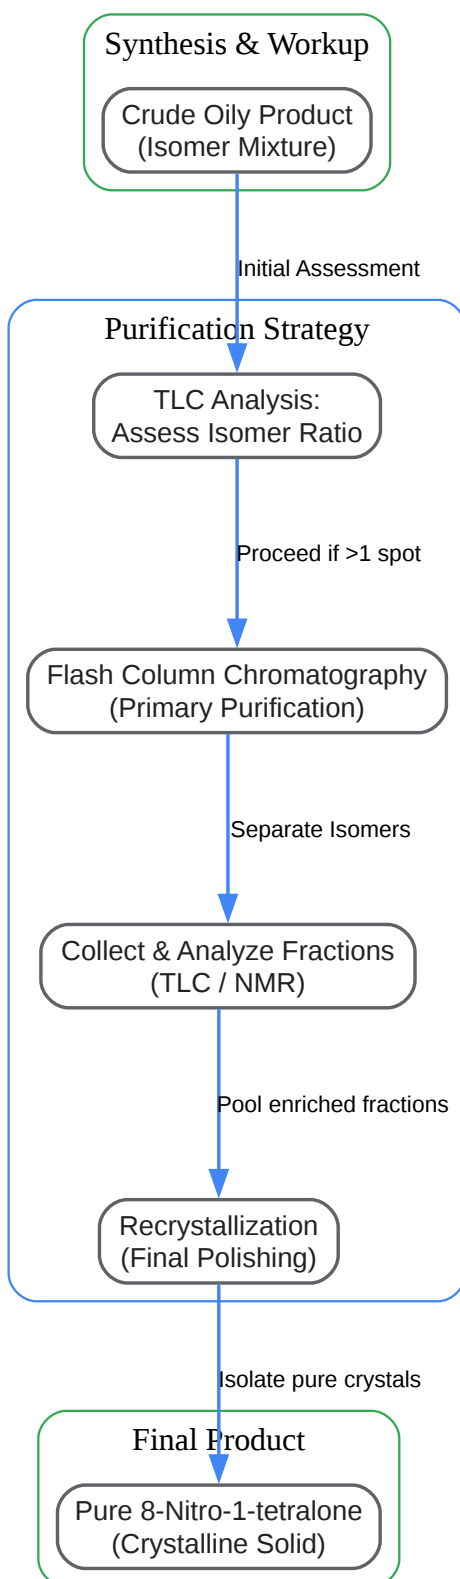 Synthesis & Workup
Crude Oily Product
(Isomer Mixture)
Initial Assessment
Purification Strategy
TLC Analysis:
Assess Isomer Ratio
Proceed if >1 spot
Flash Column Chromatography
(Primary Purification)
Separate Isomers
Collect & Analyze Fractions
(TLC / NMR)
Pool enriched fractions
Recrystallization
(Final Polishing)
Isolate pure crystals
Final Product
Pure 8-Nitro-1-tetralone
(Crystalline Solid)